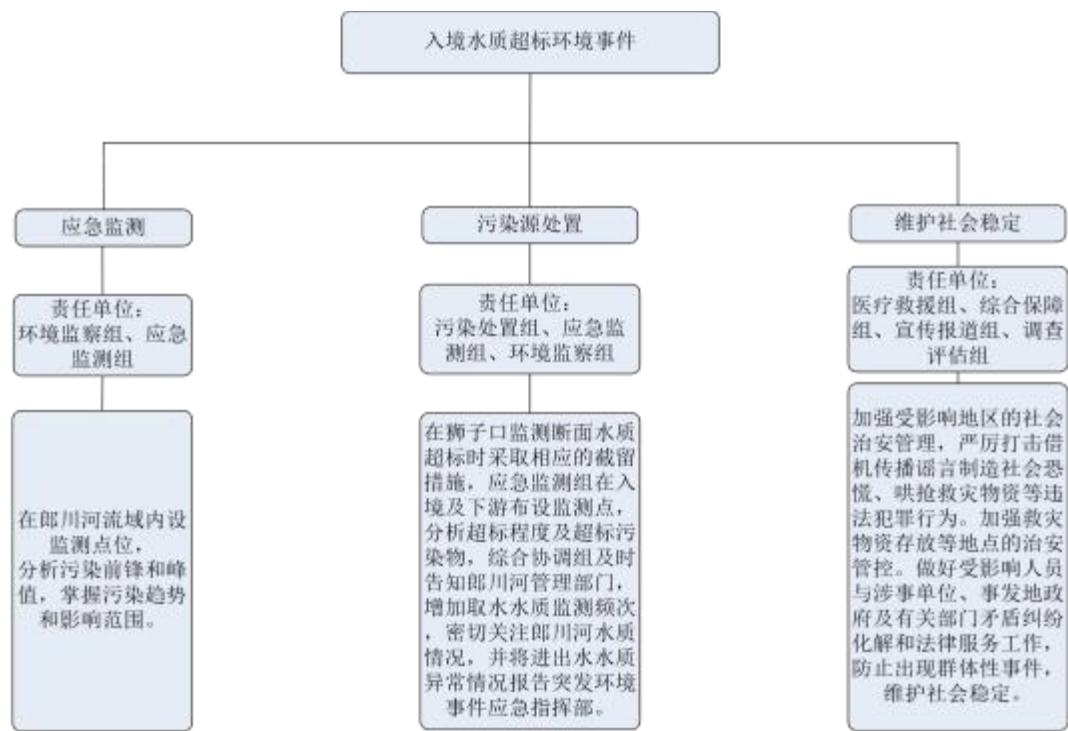 入境水质超标环境事件
应急监测
责任单位：
环境监察组、应急
监测组
在郎川河流域内设
监测点位，
分析污染前锋和峰
值，掌握污染趋势
和影响范围。
污染源处置
责任单位：
污染处置组、应急监
测组、环境监察组
在狮子口监测断面水质
超标时采取相应的截留
措施，应急监测组在入
境及下游布设监测点，
分析超标程度及超标污
染物，综合协调组及时
告知郎川河管理部门，
增加取水水质监测频次
，密切关注郎川河水质
情况，并将进出水水质
异常情况报告突发环境
事件应急指挥部。
维护社会稳定
责任单位：
医疗救援组、综合保障
组、宣传报道组、调查
评估组
加强受影响地区的社会
治安管理，严厉打击借
机传播谣言制造社会恐
慌、哄抢救灾物资等违
法犯罪行为。加强救灾
物资存放等地点的治安
管控。做好受影响人员
与涉事单位、事发地政
府及有关部门矛盾纠纷
化解和法律服务工作，
防止出现群体性事件，
维护社会稳定。